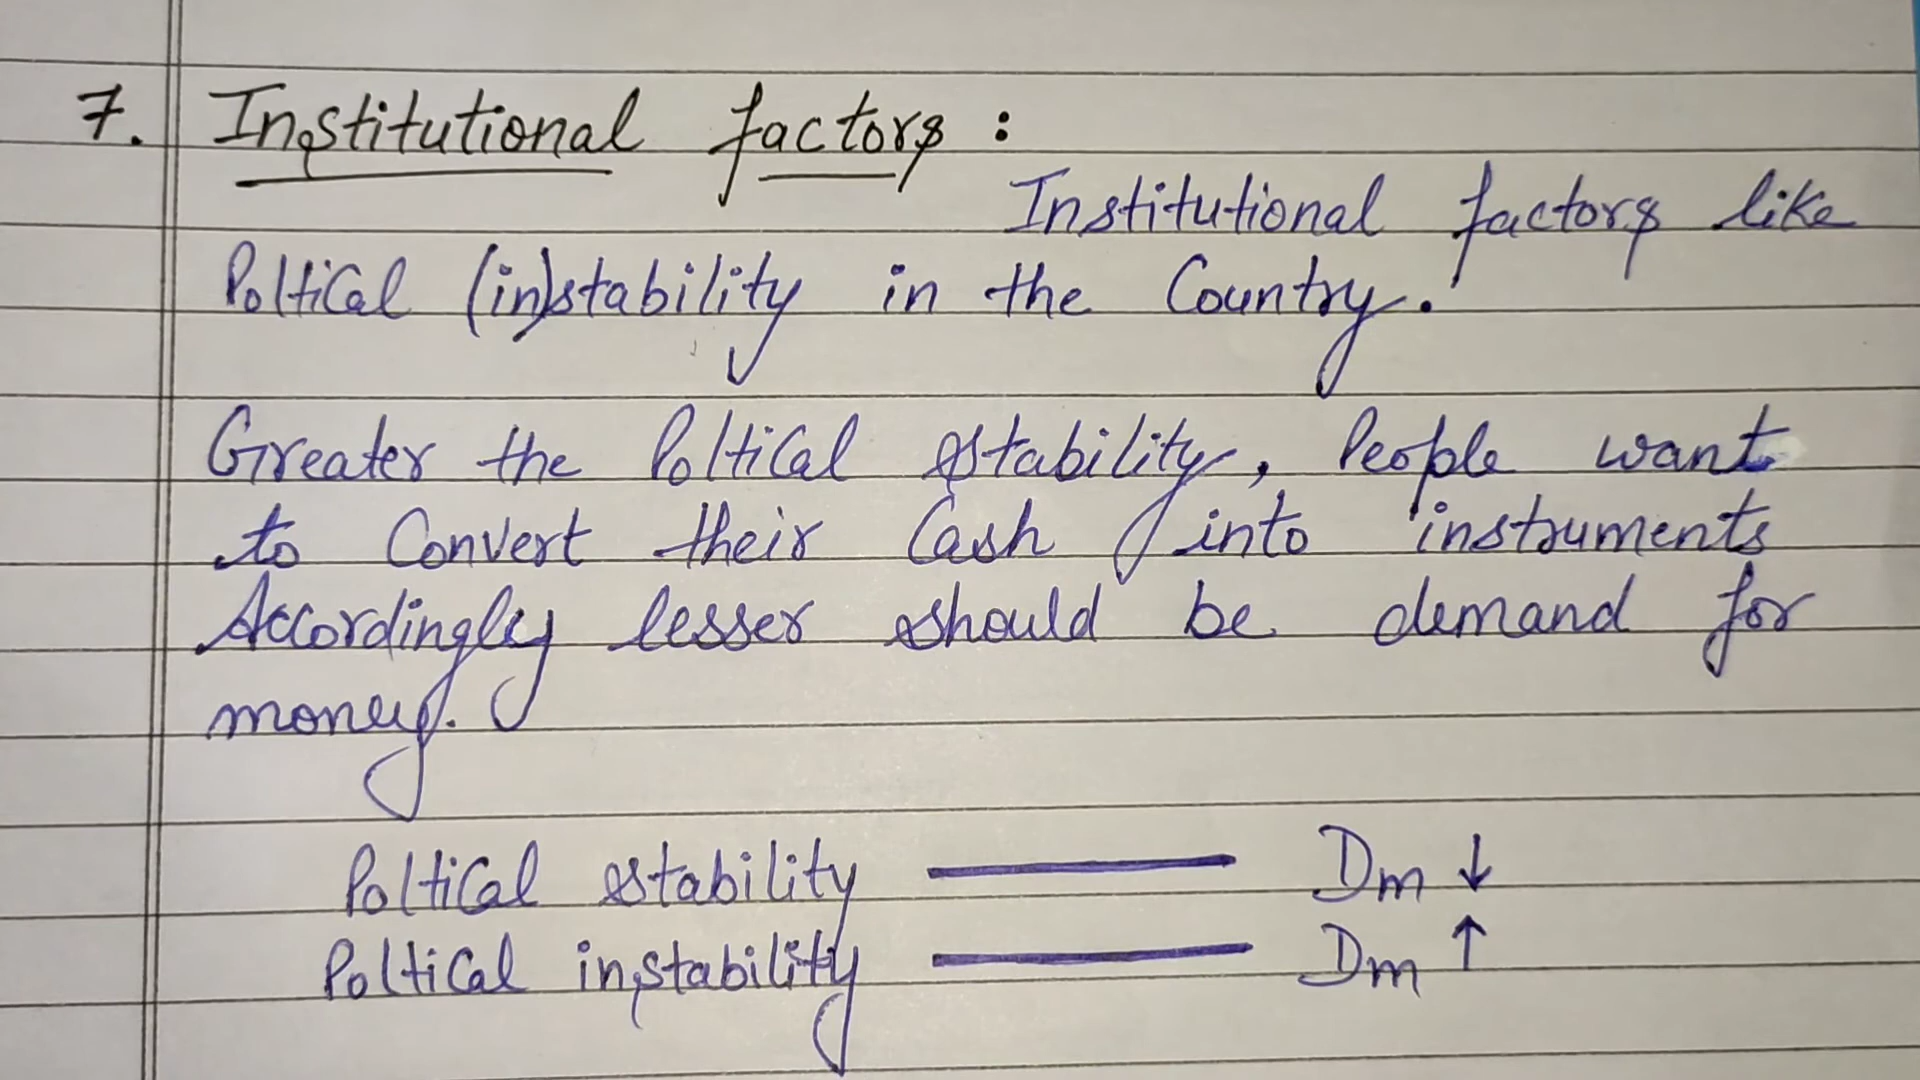 7. Institutional factors :
Institutional factors like
Poltical (in)stability in the Country.
Greater the Poltical stability, People want
to Convert their Cash into instruments
Accordingly lesser should be demand for
money.
Poltical stability —— Dm ↓
Poltical instability —— Dm ↑